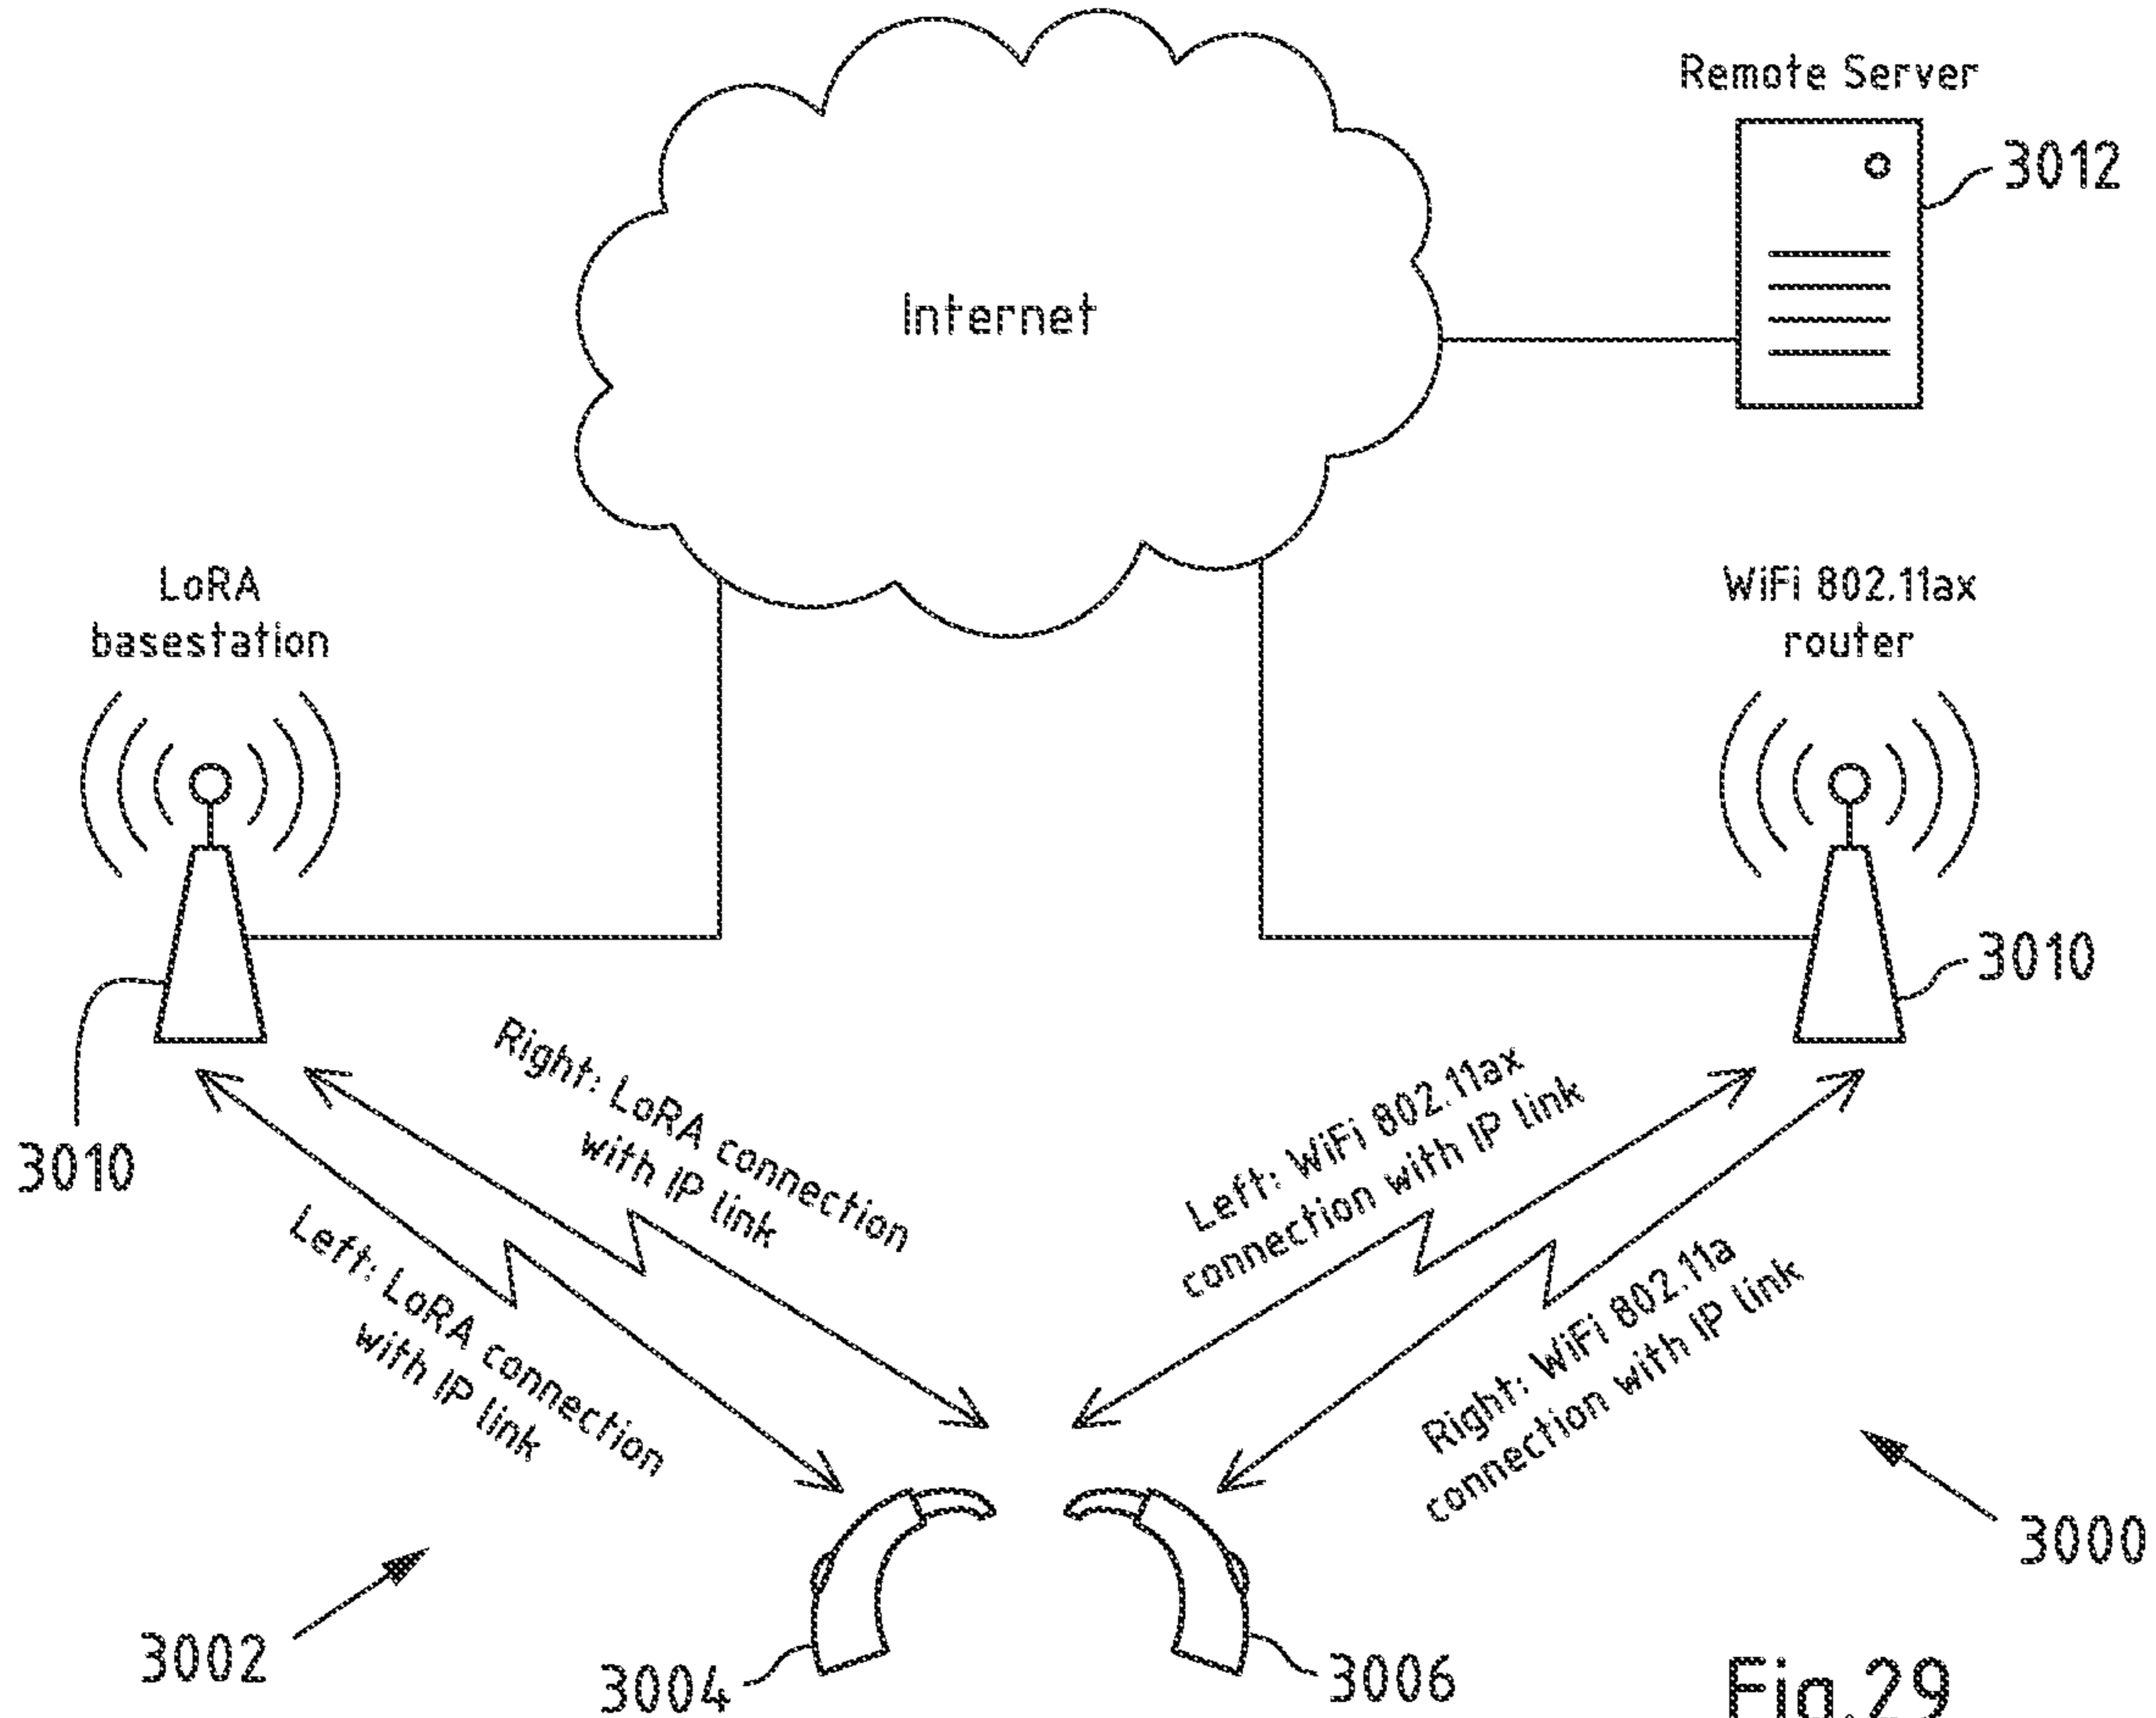 Remote Server
3012
Internet
LoRA
basestation
WiFi 802.11ax
router
3010
3010
Right: LoRA connection
with IP link
Left: LoRA connection
with IP link
Left: WiFi 802.11ax
connection with IP link
Right: WiFi 802.11a
connection with IP link
3000
3002
3004
3006
Fig.29